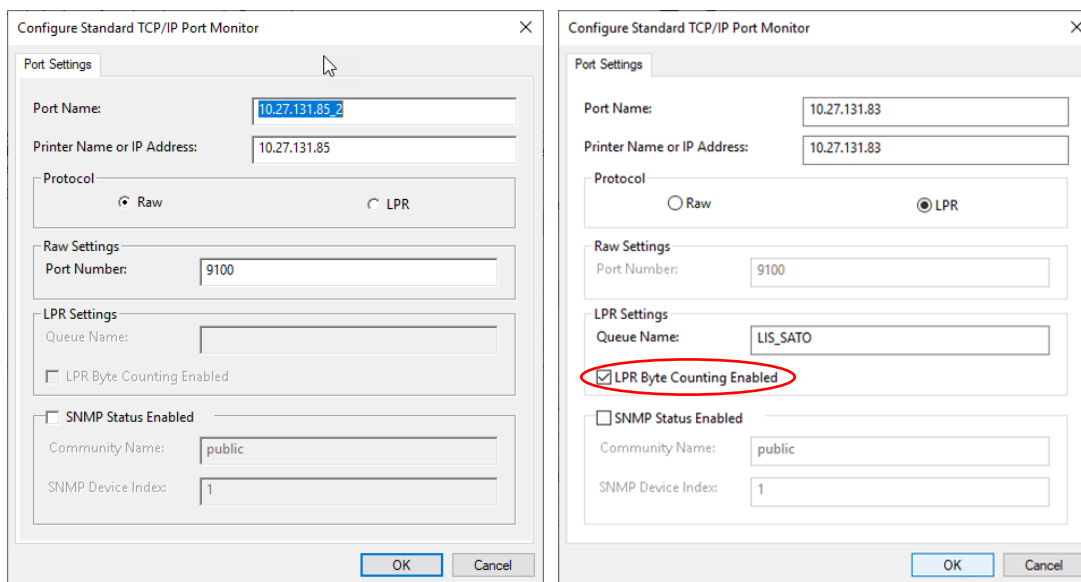 Configure Standard TCP/IP Port Monitor
Port Settings
Port Name: 10.27.131.85_2
Printer Name or IP Address: 10.27.131.85
Protocol
Raw LPR
Raw Settings
Port Number: 9100
LPR Settings
Queue Name:
LPR Byte Counting Enabled
SNMP Status Enabled
Community Name: public
SNMP Device Index: 1
OK Cancel
Configure Standard TCP/IP Port Monitor
Port Settings
Port Name: 10.27.131.83
Printer Name or IP Address: 10.27.131.83
Protocol
Raw LPR
Raw Settings
Port Number: 9100
LPR Settings
Queue Name: LIS_SATO
LPR Byte Counting Enabled
SNMP Status Enabled
Community Name: public
SNMP Device Index: 1
OK Cancel